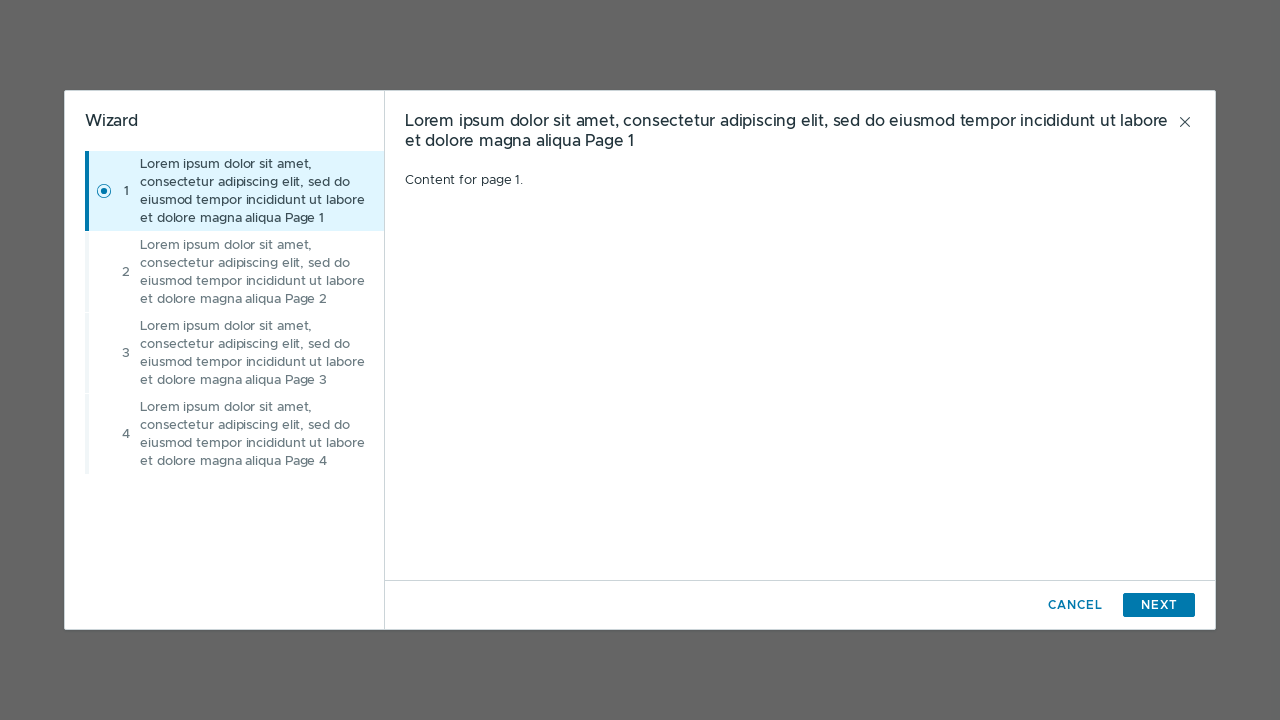 Wizard
1
Lorem ipsum dolor sit amet,
consectetur adipiscing elit, sed do
eiusmod tempor incididunt ut labore
et dolore magna aliqua Page 1
2
Lorem ipsum dolor sit amet,
consectetur adipiscing elit, sed do
eiusmod tempor incididunt ut labore
et dolore magna aliqua Page 2
3
Lorem ipsum dolor sit amet,
consectetur adipiscing elit, sed do
eiusmod tempor incididunt ut labore
et dolore magna aliqua Page 3
4
Lorem ipsum dolor sit amet,
consectetur adipiscing elit, sed do
eiusmod tempor incididunt ut labore
et dolore magna aliqua Page 4
Lorem ipsum dolor sit amet, consectetur adipiscing elit, sed do eiusmod tempor incididunt ut labore
et dolore magna aliqua Page 1
Content for page 1.
CANCEL
NEXT